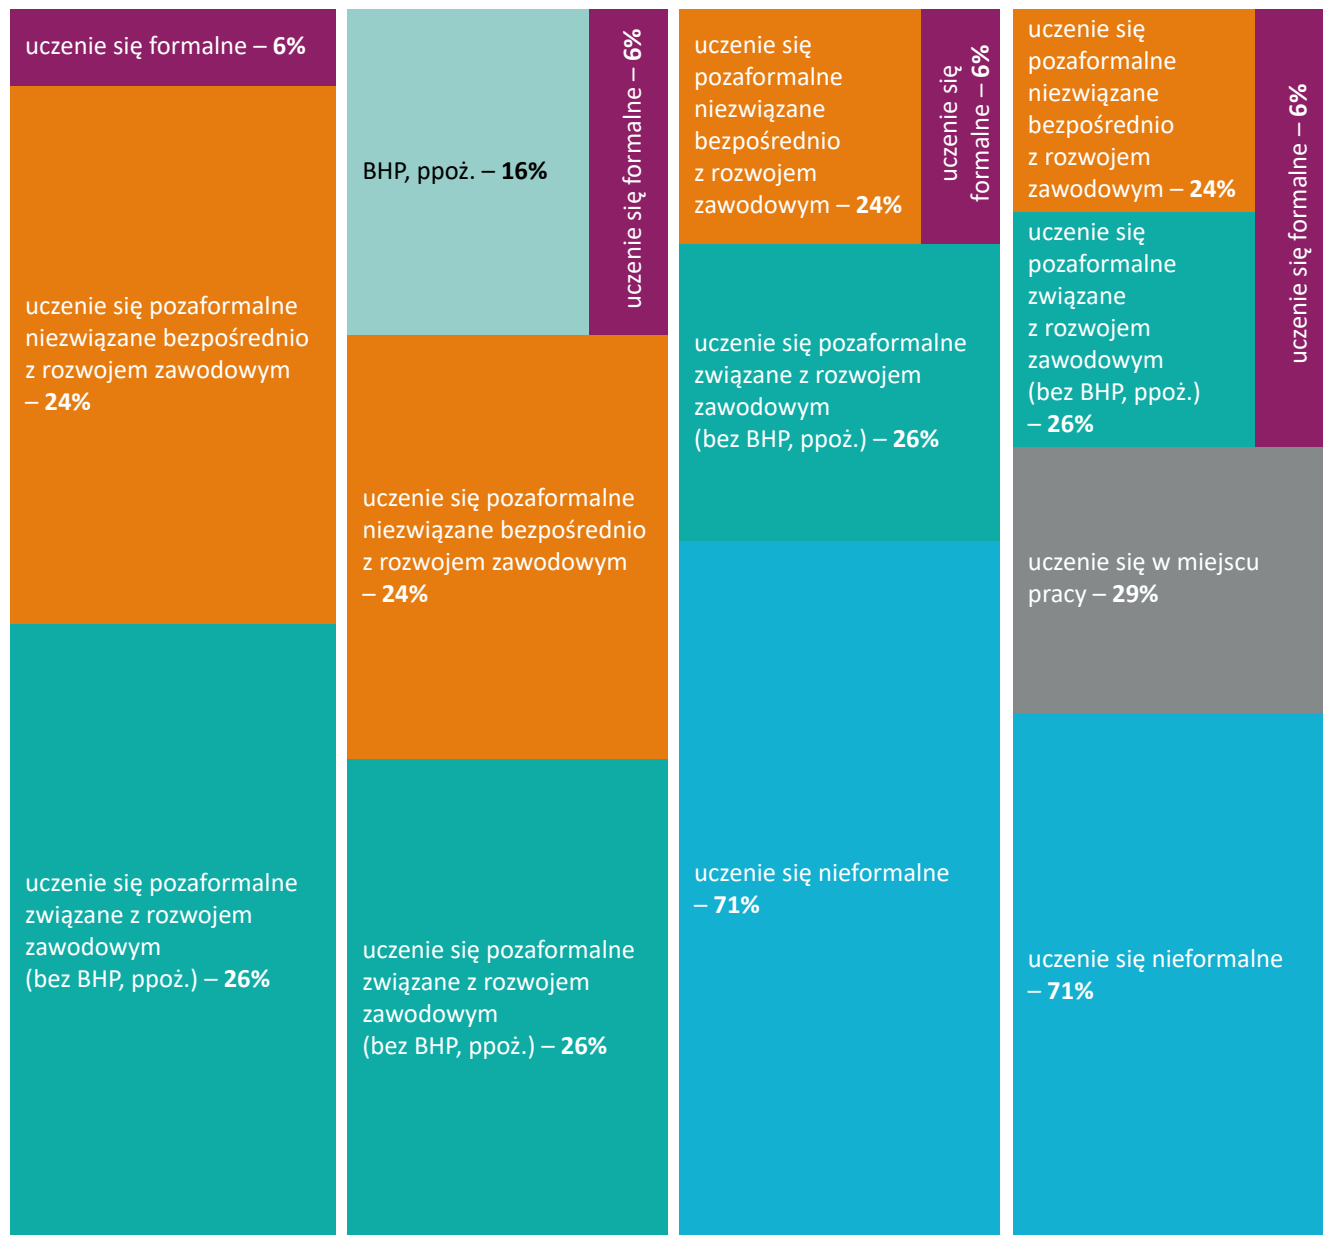 uczenie się formalne – 6%
uczenie się pozaformalne
niezwiązane bezpośrednio
z rozwojem zawodowym
– 24%
uczenie się pozaformalne
związane z rozwojem
zawodowym
(bez BHP, ppoż.) – 26%
BHP, ppoż. – 16%
uczenie się formalne – 6%
uczenie się pozaformalne
niezwiązane bezpośrednio
z rozwojem zawodowym
– 24%
uczenie się pozaformalne
związane z rozwojem
zawodowym
(bez BHP, ppoż.) – 26%
uczenie się
pozaformalne
niezwiązane
bezpośrednio
z rozwojem
zawodowym – 24%
uczenie się
formalne – 6%
uczenie się pozaformalne
związane z rozwojem
zawodowym
(bez BHP, ppoż.) – 26%
uczenie się nieformalne
– 71%
uczenie się
pozaformalne
niezwiązane
bezpośrednio
z rozwojem
zawodowym – 24%
uczenie się formalne – 6%
uczenie się
pozaformalne
związane
z rozwojem
zawodowym
(bez BHP, ppoż.)
– 26%
uczenie się w miejscu
pracy – 29%
uczenie się nieformalne
– 71%